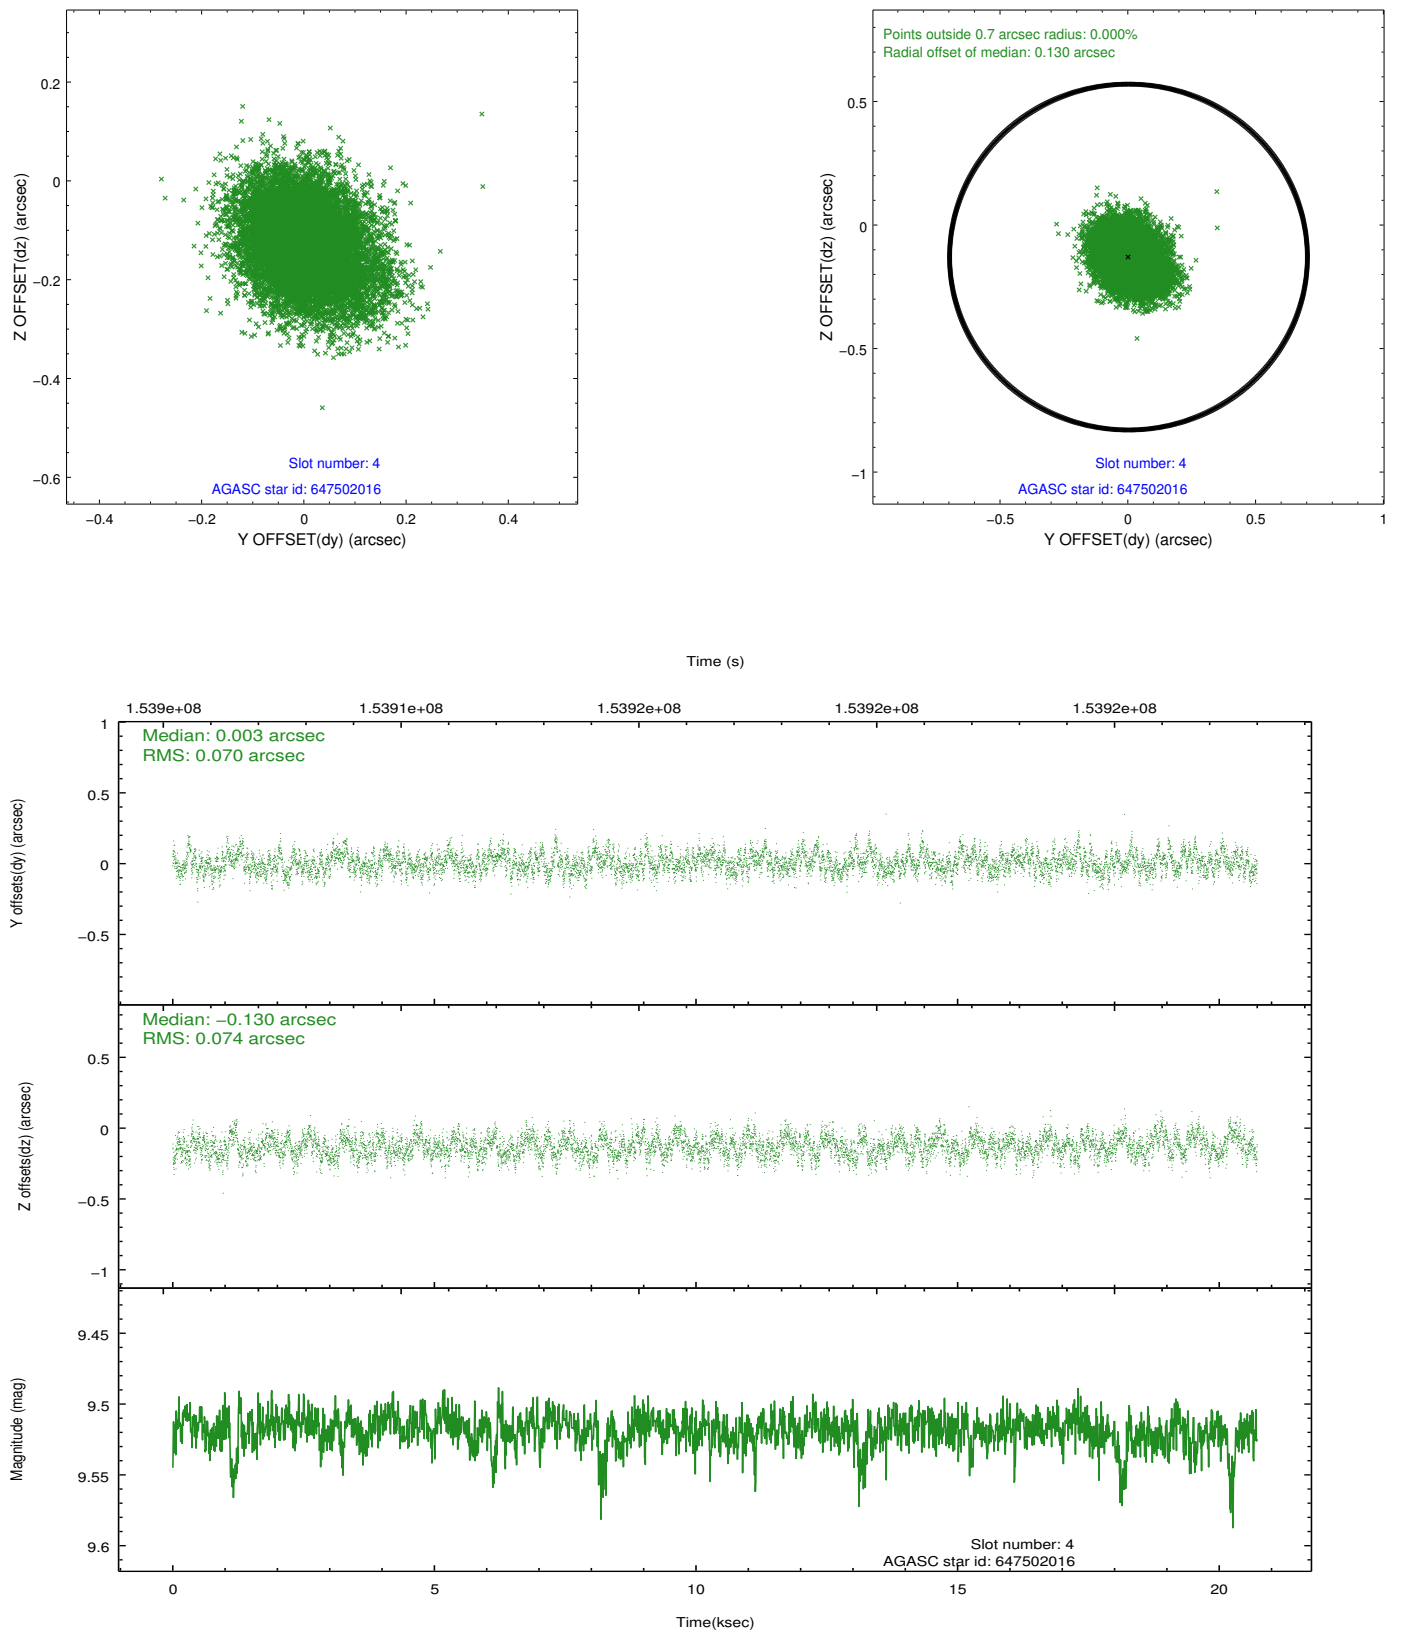 0.2
0
−0.2
−0.4
−0.6
Z OFFSET(dz) (arcsec)
Slot number: 4
AGASC star id: 647502016
−0.4
−0.2
0
0.2
0.4
Y OFFSET(dy) (arcsec)
Points outside 0.7 arcsec radius: 0.000%
Radial offset of median: 0.130 arcsec
0.5
0
−0.5
−1
Z OFFSET(dz) (arcsec)
Slot number: 4
AGASC star id: 647502016
−0.5
0
0.5
1
Y OFFSET(dy) (arcsec)
Time (s)
1.539e+08
1.5391e+08
1.5392e+08
1.5392e+08
1.5392e+08
Median: 0.003 arcsec
RMS: 0.070 arcsec
1
0.5
0
−0.5
Y offsets(dy) (arcsec)
Median: −0.130 arcsec
RMS: 0.074 arcsec
0.5
0
−0.5
−1
Z offsets(dz) (arcsec)
9.45
9.5
9.55
9.6
Magnitude (mag)
Slot number: 4
AGASC star id: 647502016
0
5
10
15
20
Time(ksec)